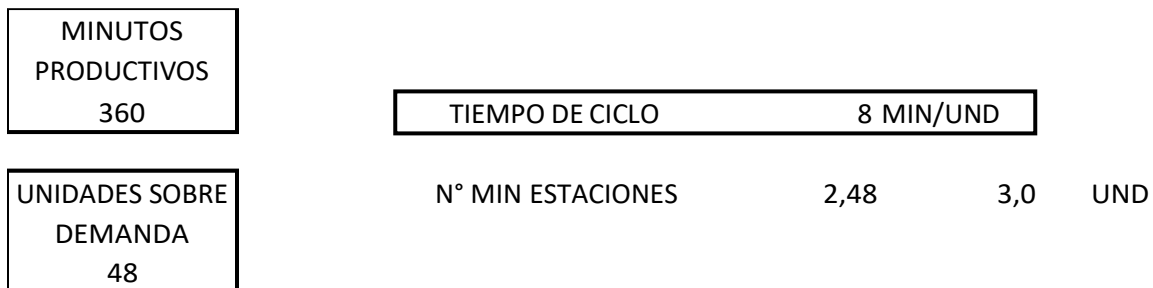 MINUTOS
PRODUCTIVOS
360
TIEMPO DE CICLO 8 MIN/UND
UNIDADES SOBRE
DEMANDA
48
N° MIN ESTACIONES 2,48 3,0 UND